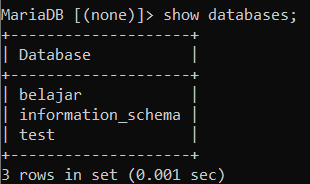 MariaDB [(none)]> show databases;
+--------------------+
| Database           |
+--------------------+
| belajar            |
| information_schema |
| test               |
+--------------------+
3 rows in set (0.001 sec)